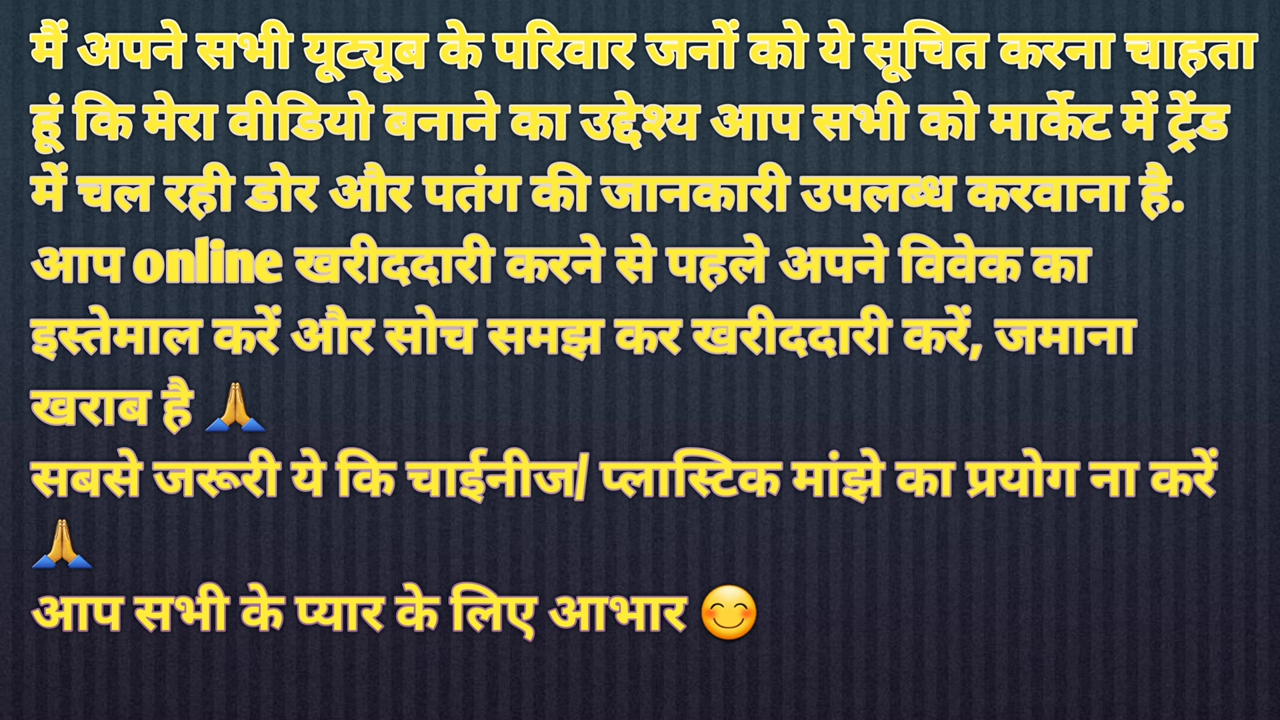 मैं अपने सभी यूट्यूब के परिवार जनों को ये सूचित करना चाहता
हूं कि मेरा वीडियो बनाने का उद्देश्य आप सभी को मार्केट में ट्रेंड
में चल रही डोर और पतंग की जानकारी उपलब्ध करवाना है.
आप online खरीददारी करने से पहले अपने विवेक का
इस्तेमाल करें और सोच समझ कर खरीददारी करें, जमाना
खराब है 🙏
सबसे जरूरी ये कि चाईनीज/ प्लास्टिक मांझे का प्रयोग ना करें
🙏
आप सभी के प्यार के लिए आभार 😊